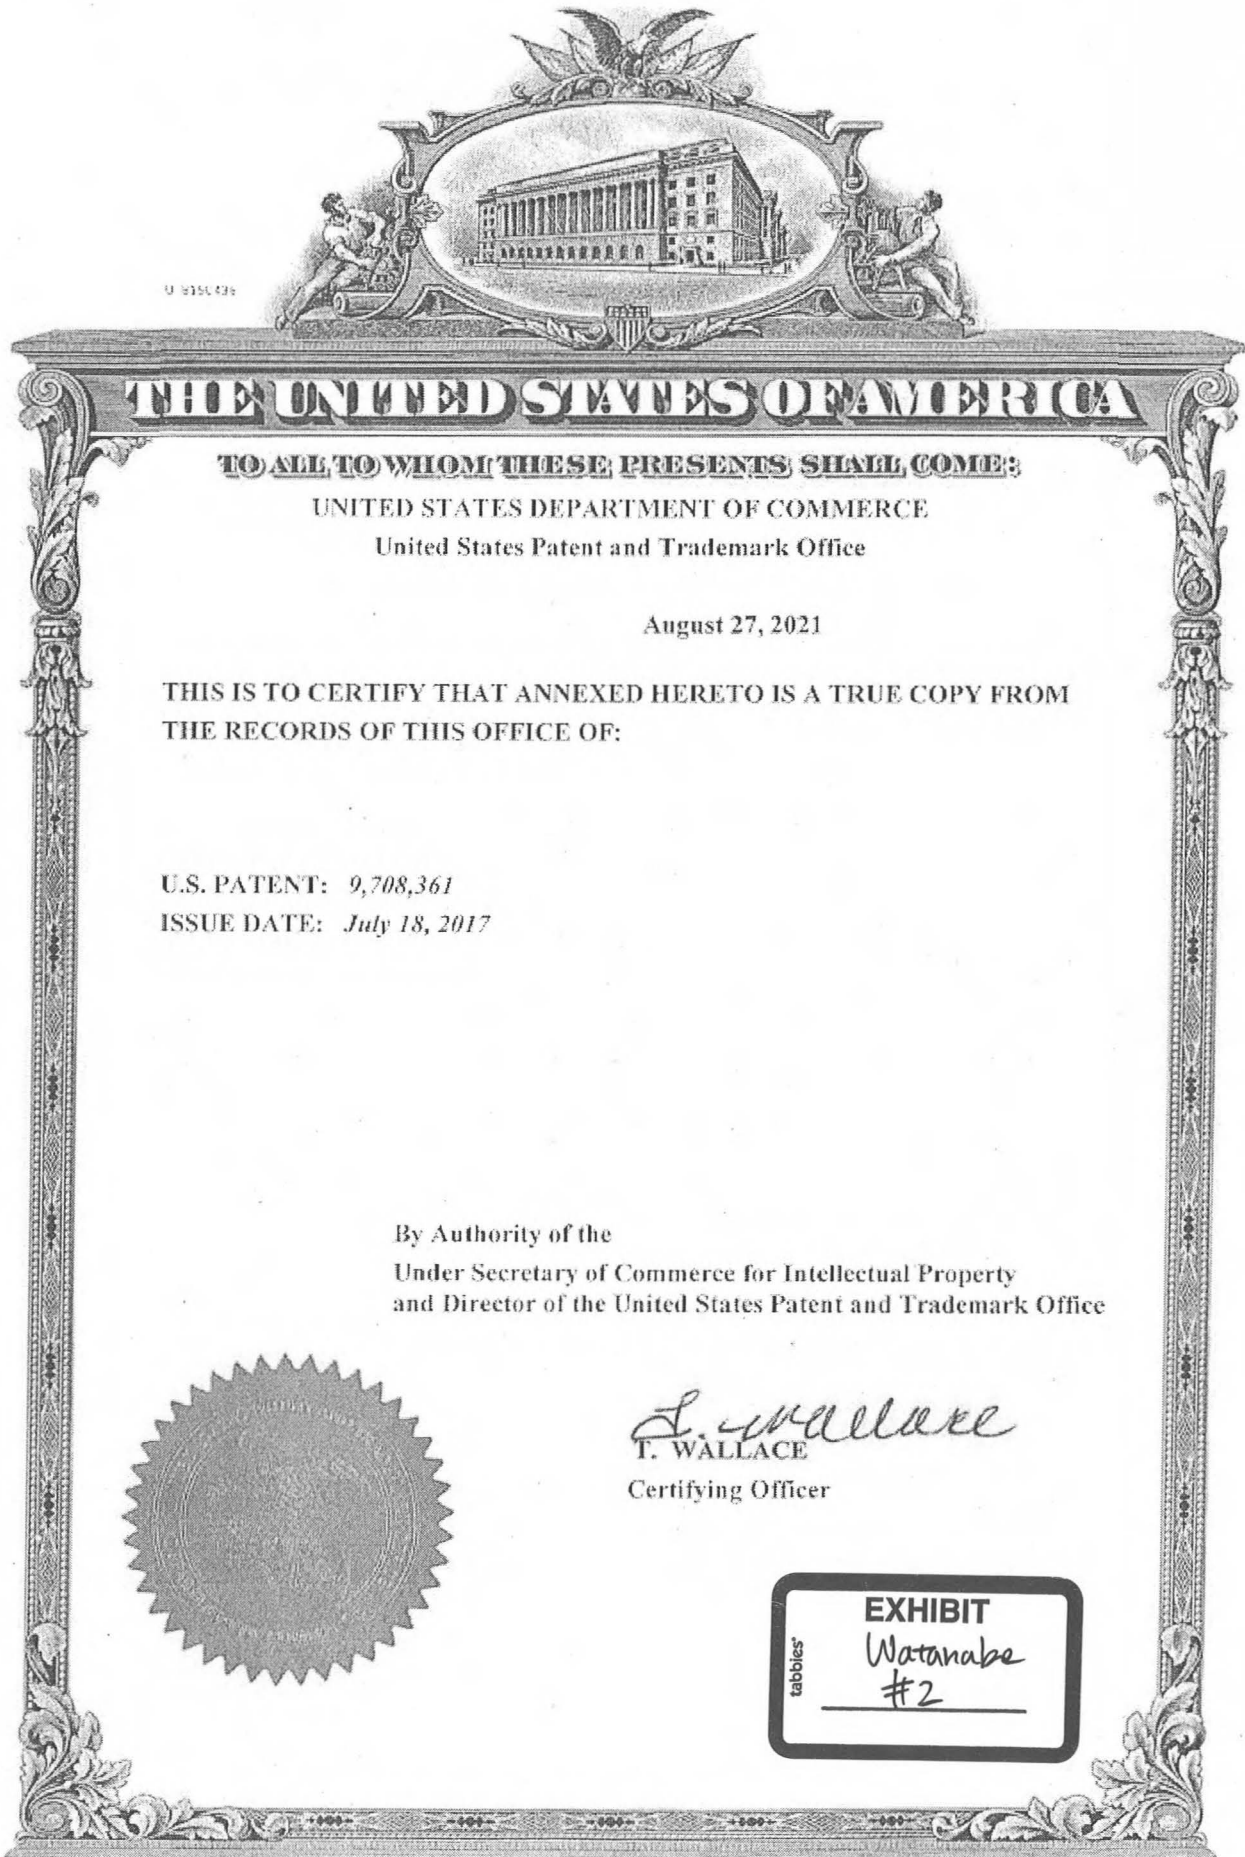 THE UNITED STATES OF AMERICA
TO ALL TO WHOM THESE PRESENTS SHALL COME:
UNITED STATES DEPARTMENT OF COMMERCE
United States Patent and Trademark Office
August 27, 2021
THIS IS TO CERTIFY THAT ANNEXED HERETO IS A TRUE COPY FROM
THE RECORDS OF THIS OFFICE OF:
U.S. PATENT: 9,708,361
ISSUE DATE: July 18, 2017
By Authority of the
Under Secretary of Commerce for Intellectual Property
and Director of the United States Patent and Trademark Office
T. Wallace
T. WALLACE
Certifying Officer
EXHIBIT
tabbies®
Watanabe
#2